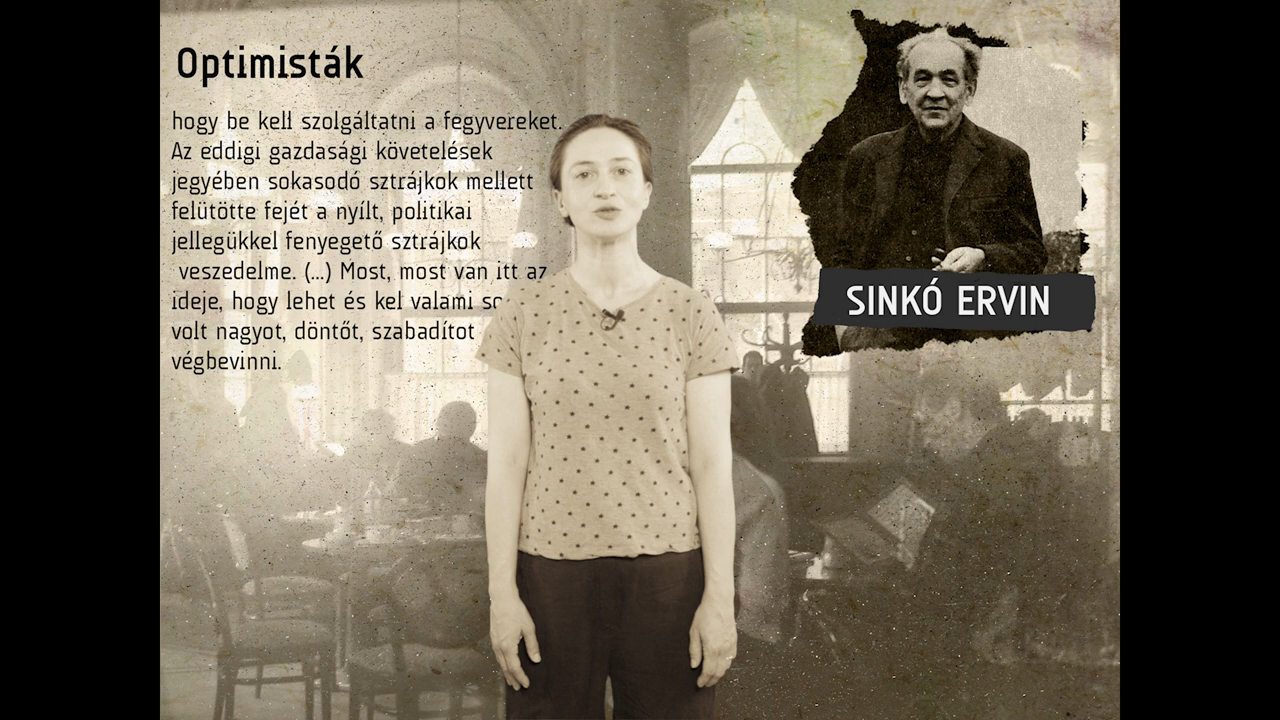 Optimisták
hogy be kell szolgáltatni a fegyvereket.
Az eddigi gazdasági követelések
jegyében sokasodó sztrájkok mellett
felütötte fejét a nyílt, politikai
jellegükkel fenyegető sztrájkok
veszedelme. (...) Most, most van itt az
ideje, hogy lehet és kel valami
volt nagyot, döntőt, szabadítot
végbevinni.
SINKÓ ERVIN